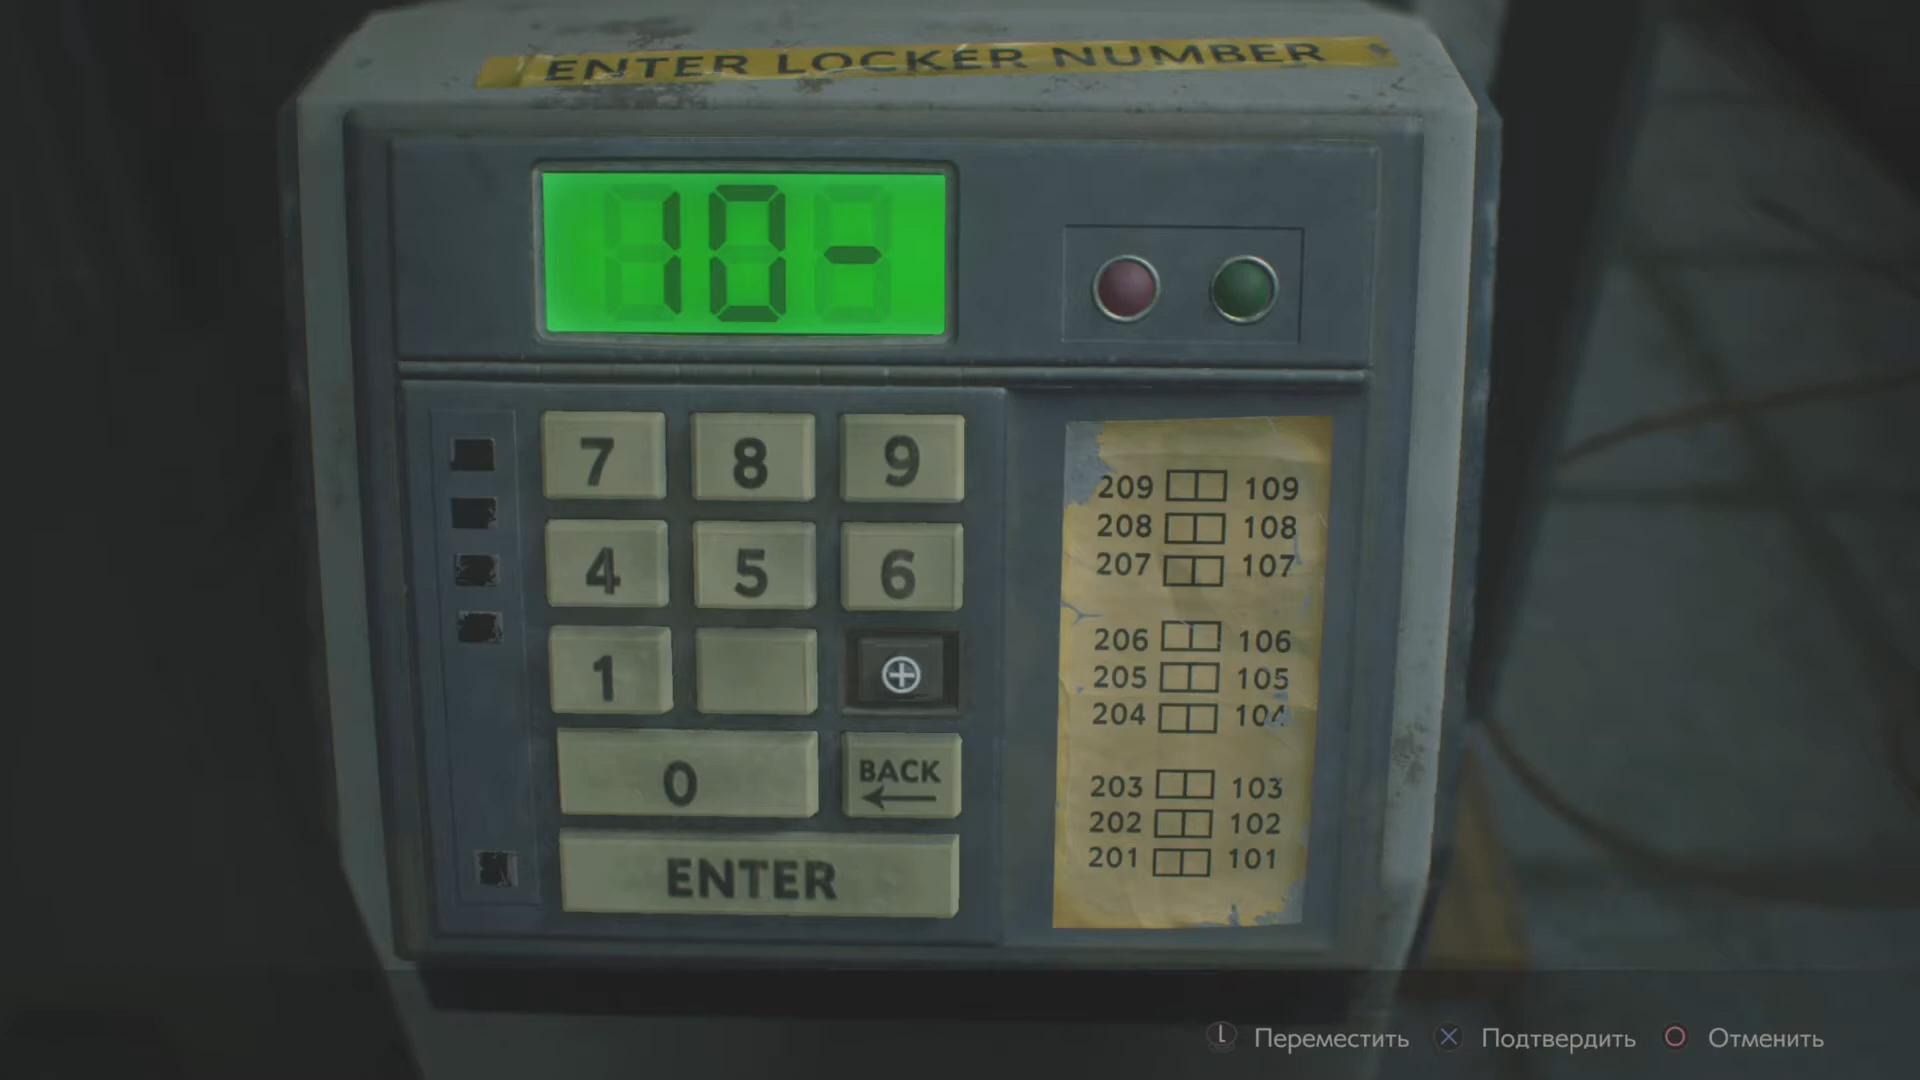 ENTER LOCKER NUMBER
10-
7 8 9
4 5 6
1
0 BACK
ENTER
209 109
208 108
207 107
206 106
205 105
204 104
203 103
202 102
201 101
L Переместить Подтвердить Отменить